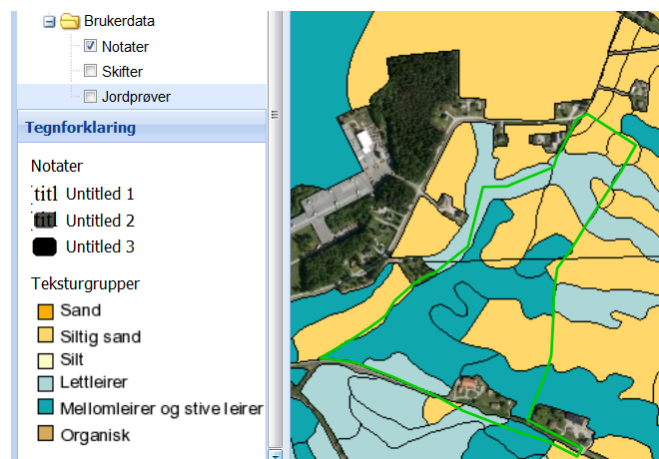 Brukerdata
Notater
Skifter
Jordprøver
Tegnforklaring
Notater
titl Untitled 1
titl Untitled 2
Untitled 3
Teksturgrupper
Sand
Siltig sand
Silt
Lettleirer
Mellomleirer og stive leirer
Organisk